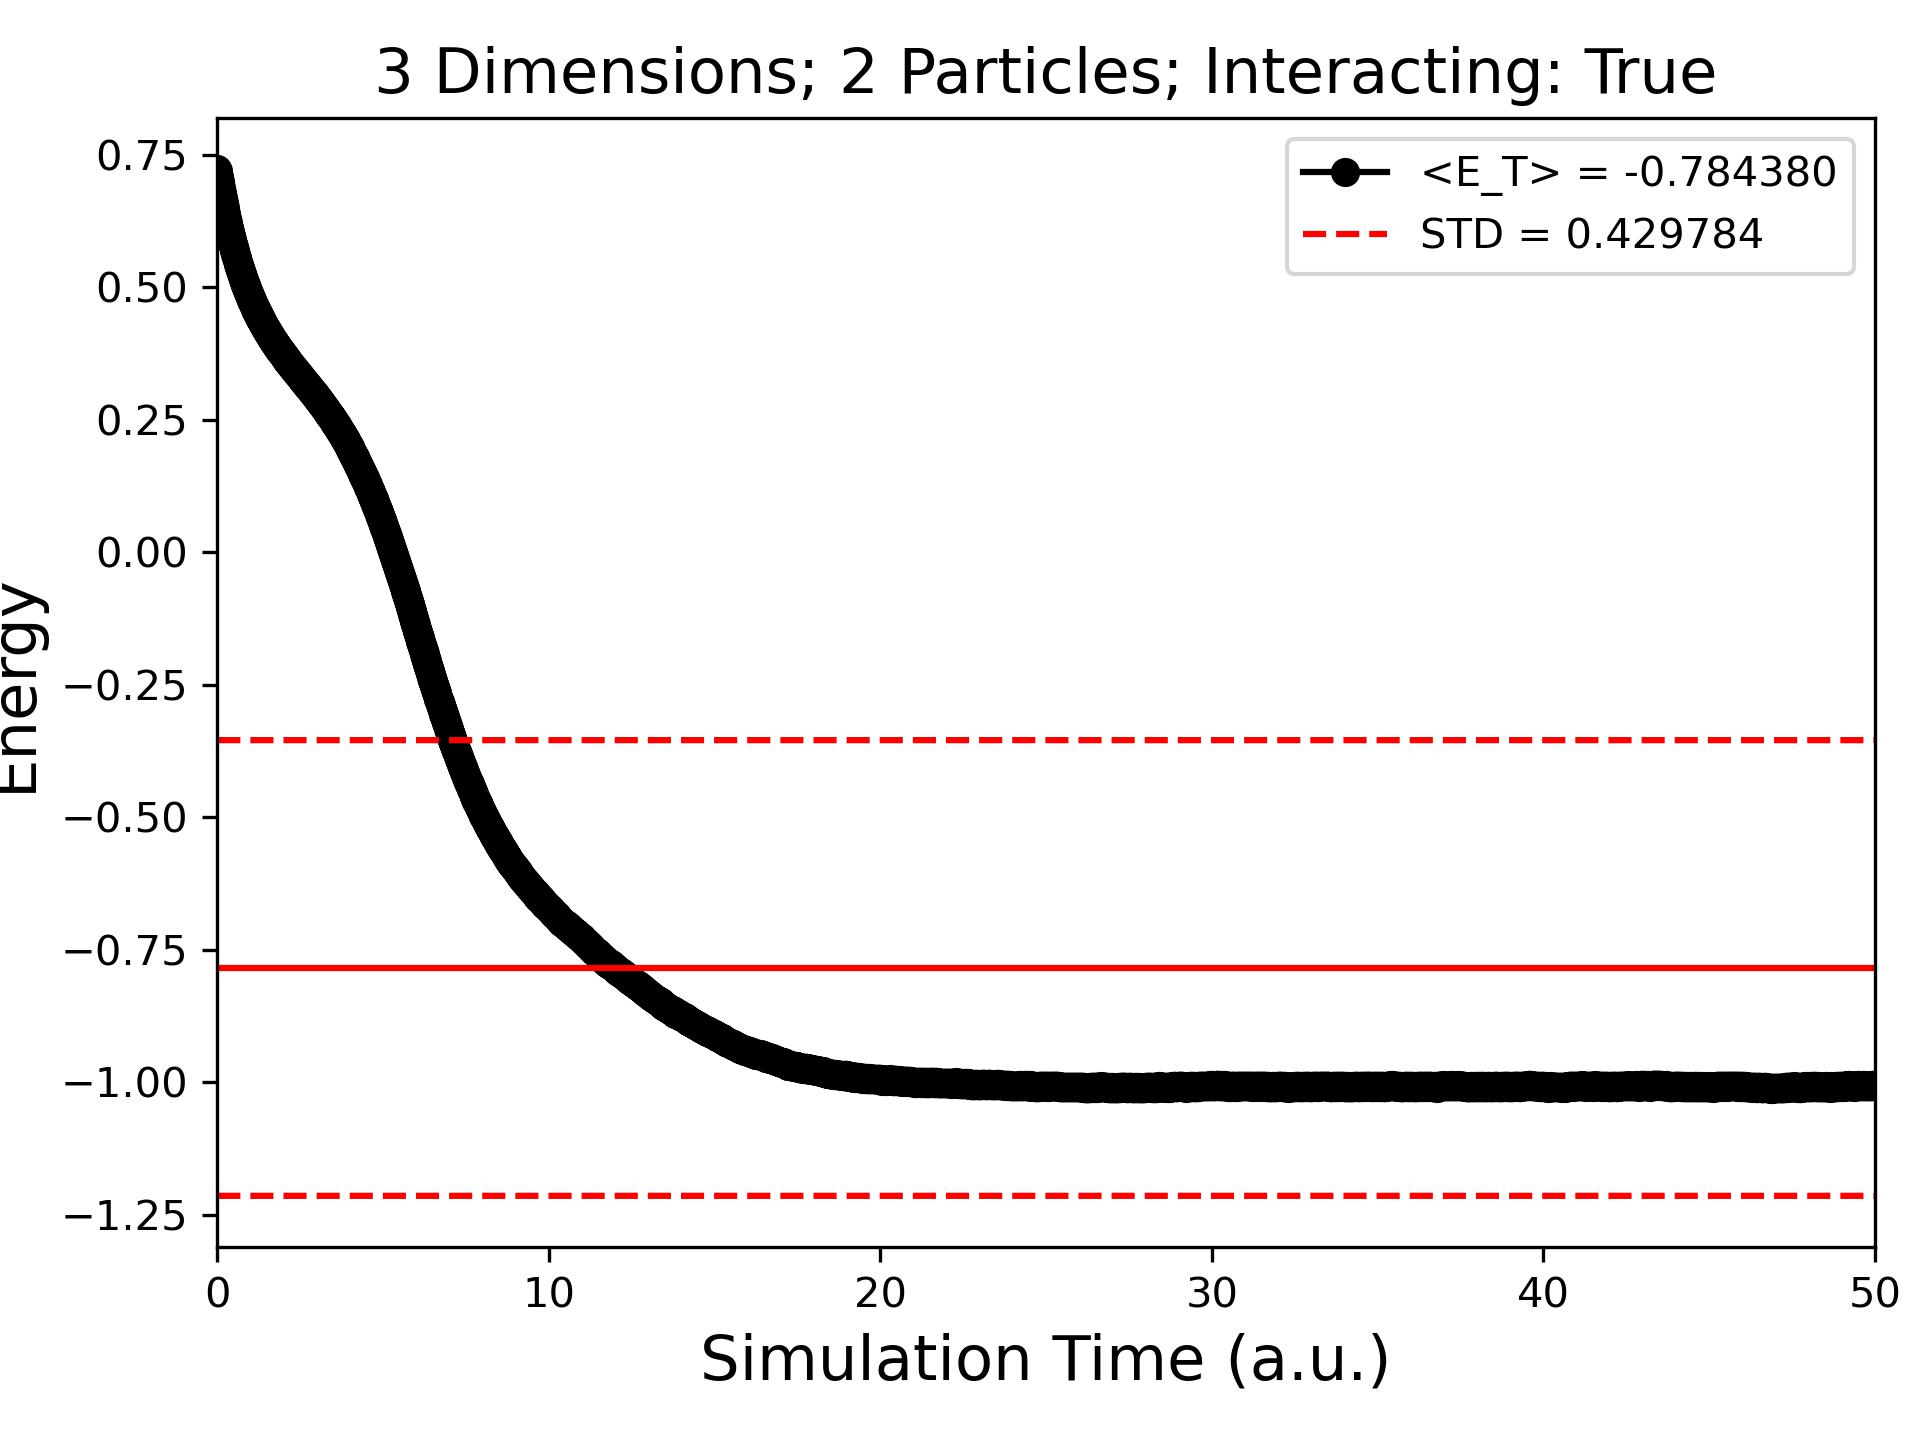 3 Dimensions; 2 Particles; Interacting: True
<E_T> = -0.784380
STD = 0.429784
0.75
0.50
0.25
0.00
−0.25
−0.50
−0.75
−1.00
−1.25
Energy
0 10 20 30 40 50
Simulation Time (a.u.)